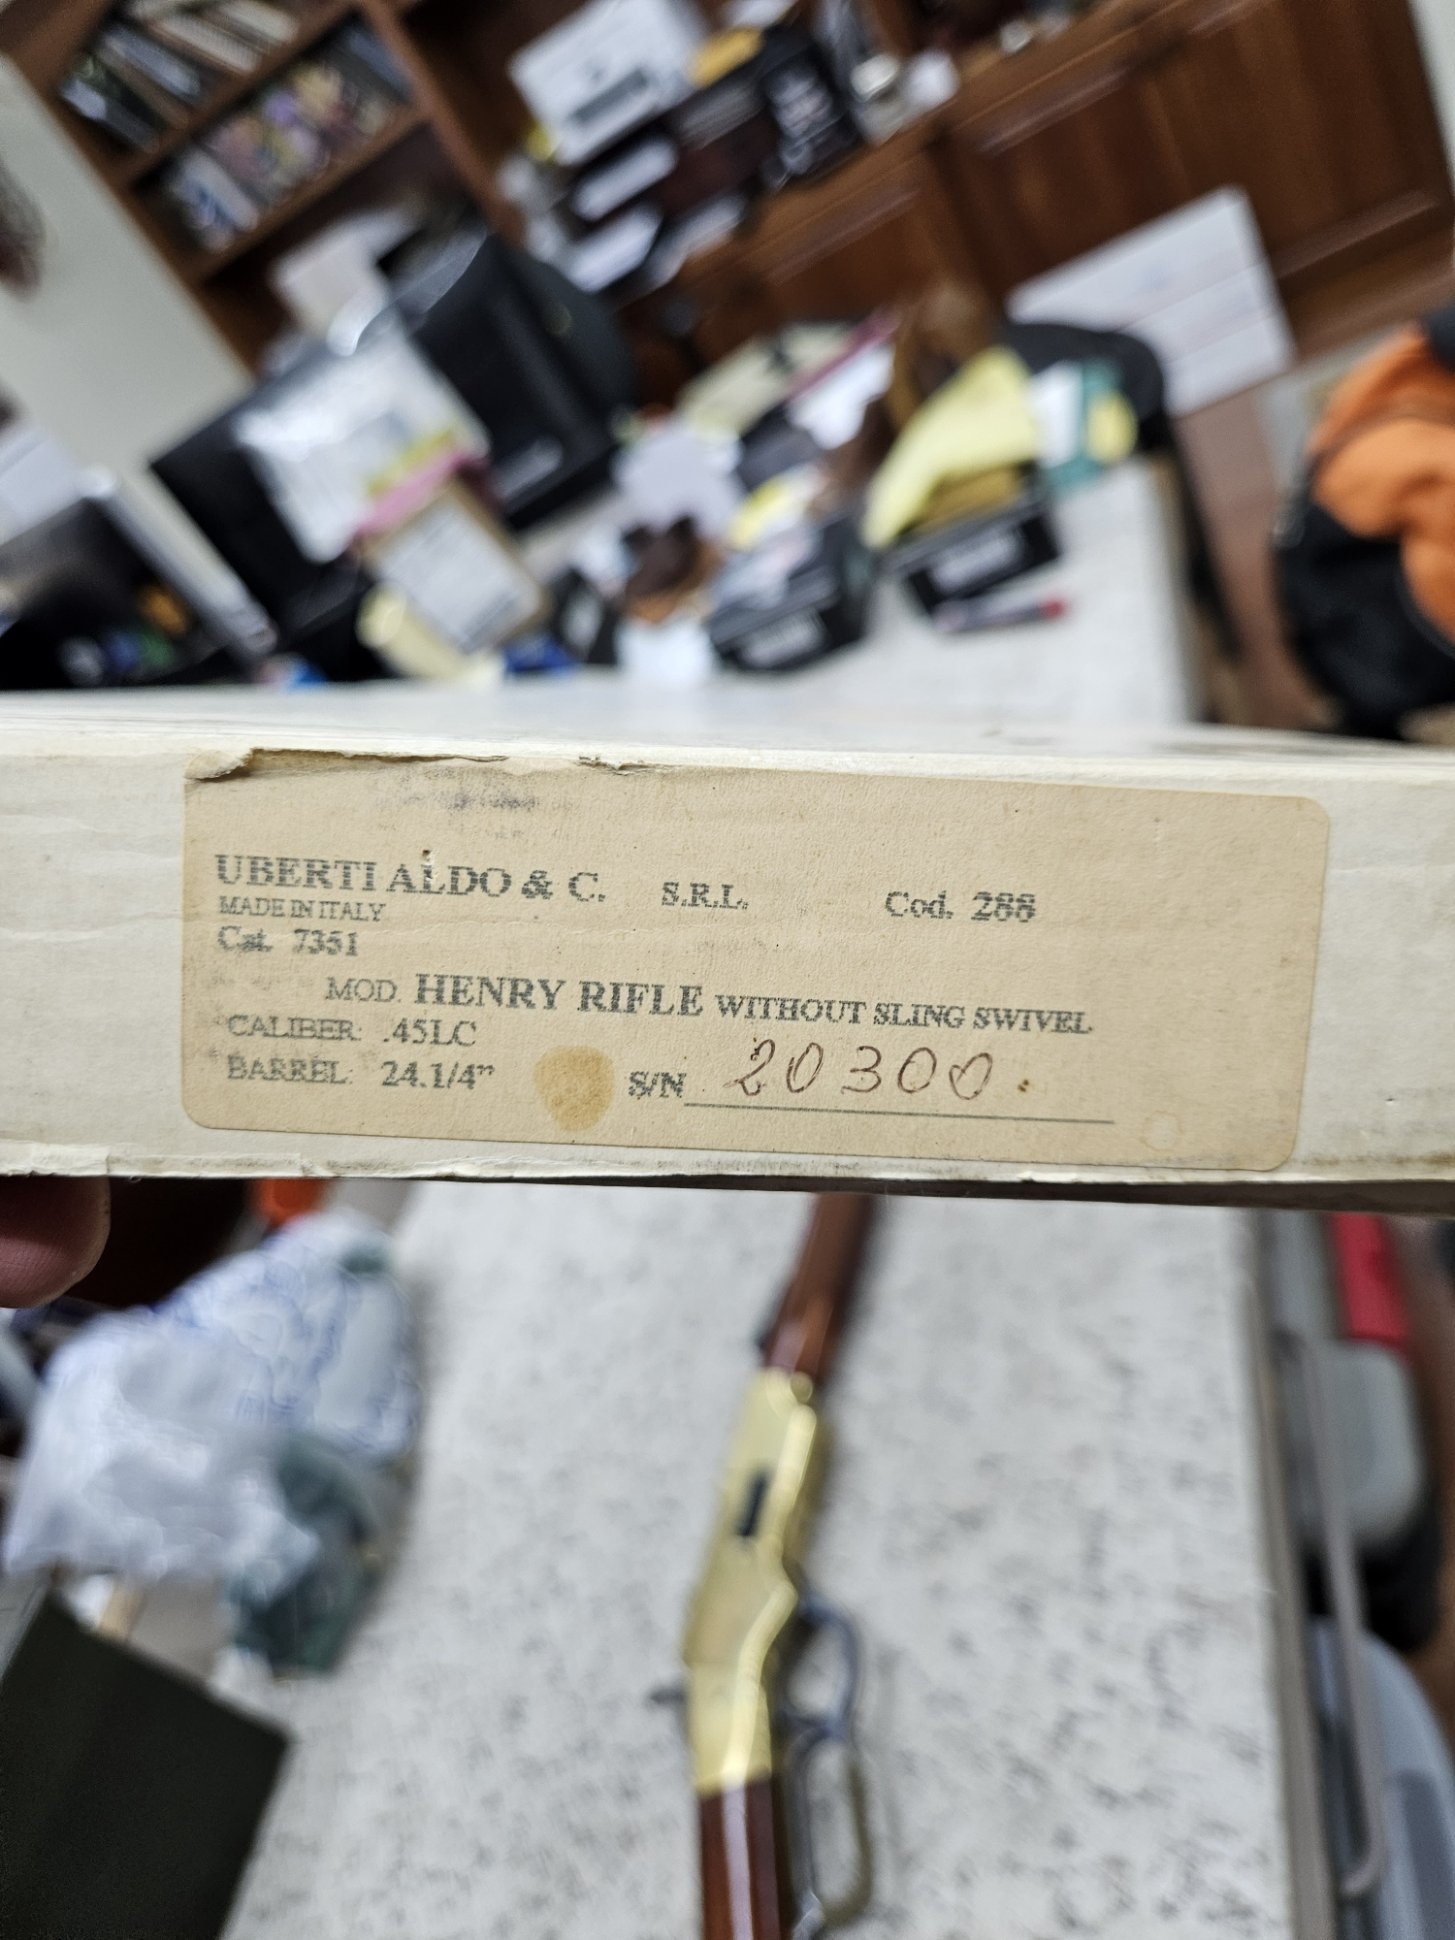 UBERTI ALDO & C. S.R.L. Cod. 288
MADE IN ITALY
Cat. 7351
MOD. HENRY RIFLE WITHOUT SLING SWIVEL
CALIBER: .45LC
BARREL: 24.1/4" S/N 20300.